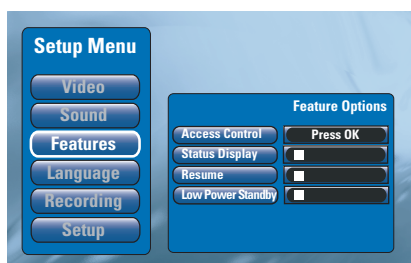 Setup Menu
Video
Sound
Features
Language
Recording
Setup
Feature Options
Access Control Press OK
Status Display
Resume
Low Power Standby